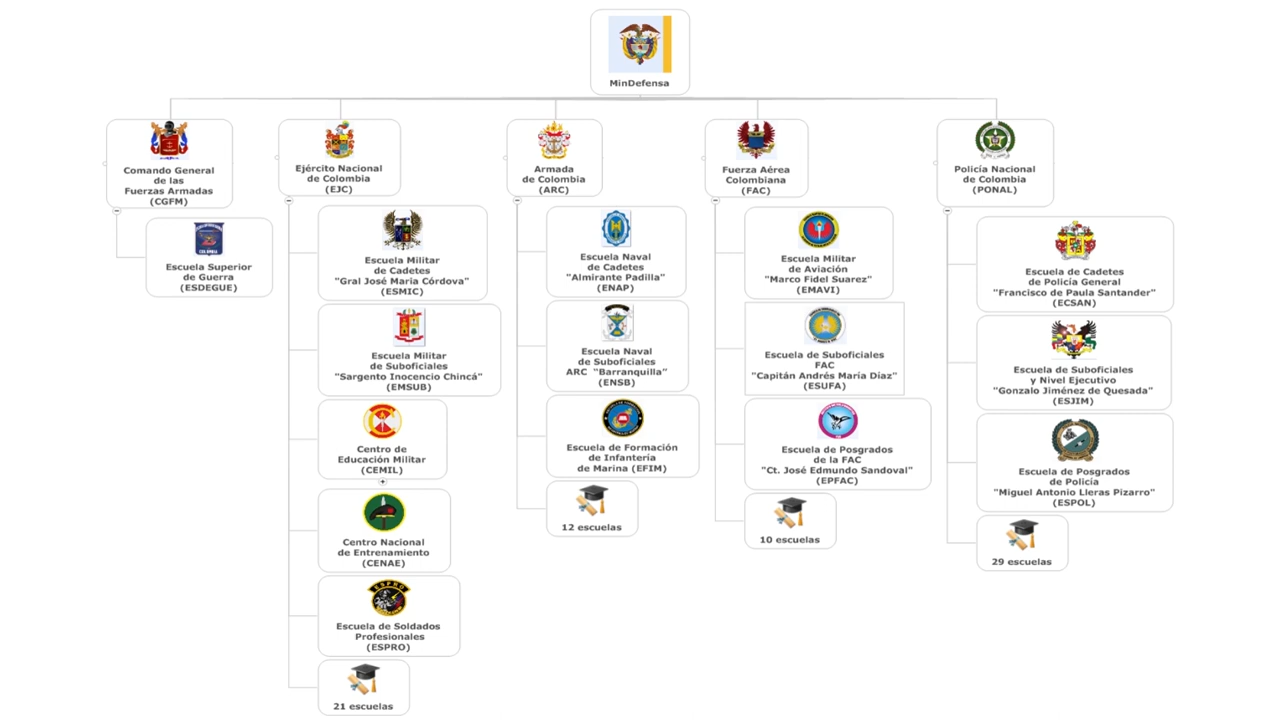 MinDefensa
Comando General
de las
Fuerzas Armadas
(CGFM)
Escuela Superior
de Guerra
(ESDEGUE)
Ejército Nacional
de Colombia
(EJC)
Escuela Militar
de Cadetes
"Gral José Maria Córdova"
(ESMIC)
Escuela Militar
de Suboficiales
"Sargento Inocencio Chincá"
(EMSUB)
Centro de
Educación Militar
(CEMIL)
Centro Nacional
de Entrenamiento
(CENAE)
ESPRO
Escuela de Soldados
Profesionales
(ESPRO)
21 escuelas
Armada
de Colombia
(ARC)
Escuela Naval
de Cadetes
"Almirante Padilla"
(ENAP)
Escuela Naval
de Suboficiales
ARC "Barranquilla"
(ENSB)
Escuela de Formación
de Infantería
de Marina (EFIM)
12 escuelas
Fuerza Aérea
Colombiana
(FAC)
Escuela Militar
de Aviación
"Marco Fidel Suarez"
(EMAVI)
Escuela de Suboficiales
FAC
"Capitán Andrés María Díaz"
(ESUFA)
Escuela de Posgrados
de la FAC
"Ct. José Edmundo Sandoval"
(EPFAC)
10 escuelas
Policía Nacional
de Colombia
(PONAL)
Escuela de Cadetes
de Policía General
"Francisco de Paula Santander"
(ECSAN)
Escuela de Suboficiales
y Nivel Ejecutivo
"Gonzalo Jiménez de Quesada"
(ESJIM)
Escuela de Posgrados
de Policía
"Miguel Antonio Lleras Pizarro"
(ESPOL)
29 escuelas